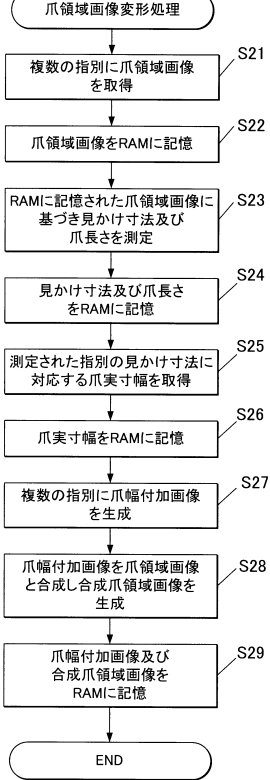 爪領域画像変形処理
S21
複数の指別に爪領域画像
を取得
S22
爪領域画像をRAMに記憶
S23
RAMに記憶された爪領域画像に
基づき見かけ寸法及び
爪長さを測定
S24
見かけ寸法及び爪長さ
をRAMに記憶
S25
測定された指別の見かけ寸法に
対応する爪実寸幅を取得
S26
爪実寸幅をRAMに記憶
S27
複数の指別に爪幅付加画像
を生成
S28
爪幅付加画像を爪領域画像
と合成し合成爪領域画像を
生成
S29
爪幅付加画像及び
合成爪領域画像を
RAMに記憶
END